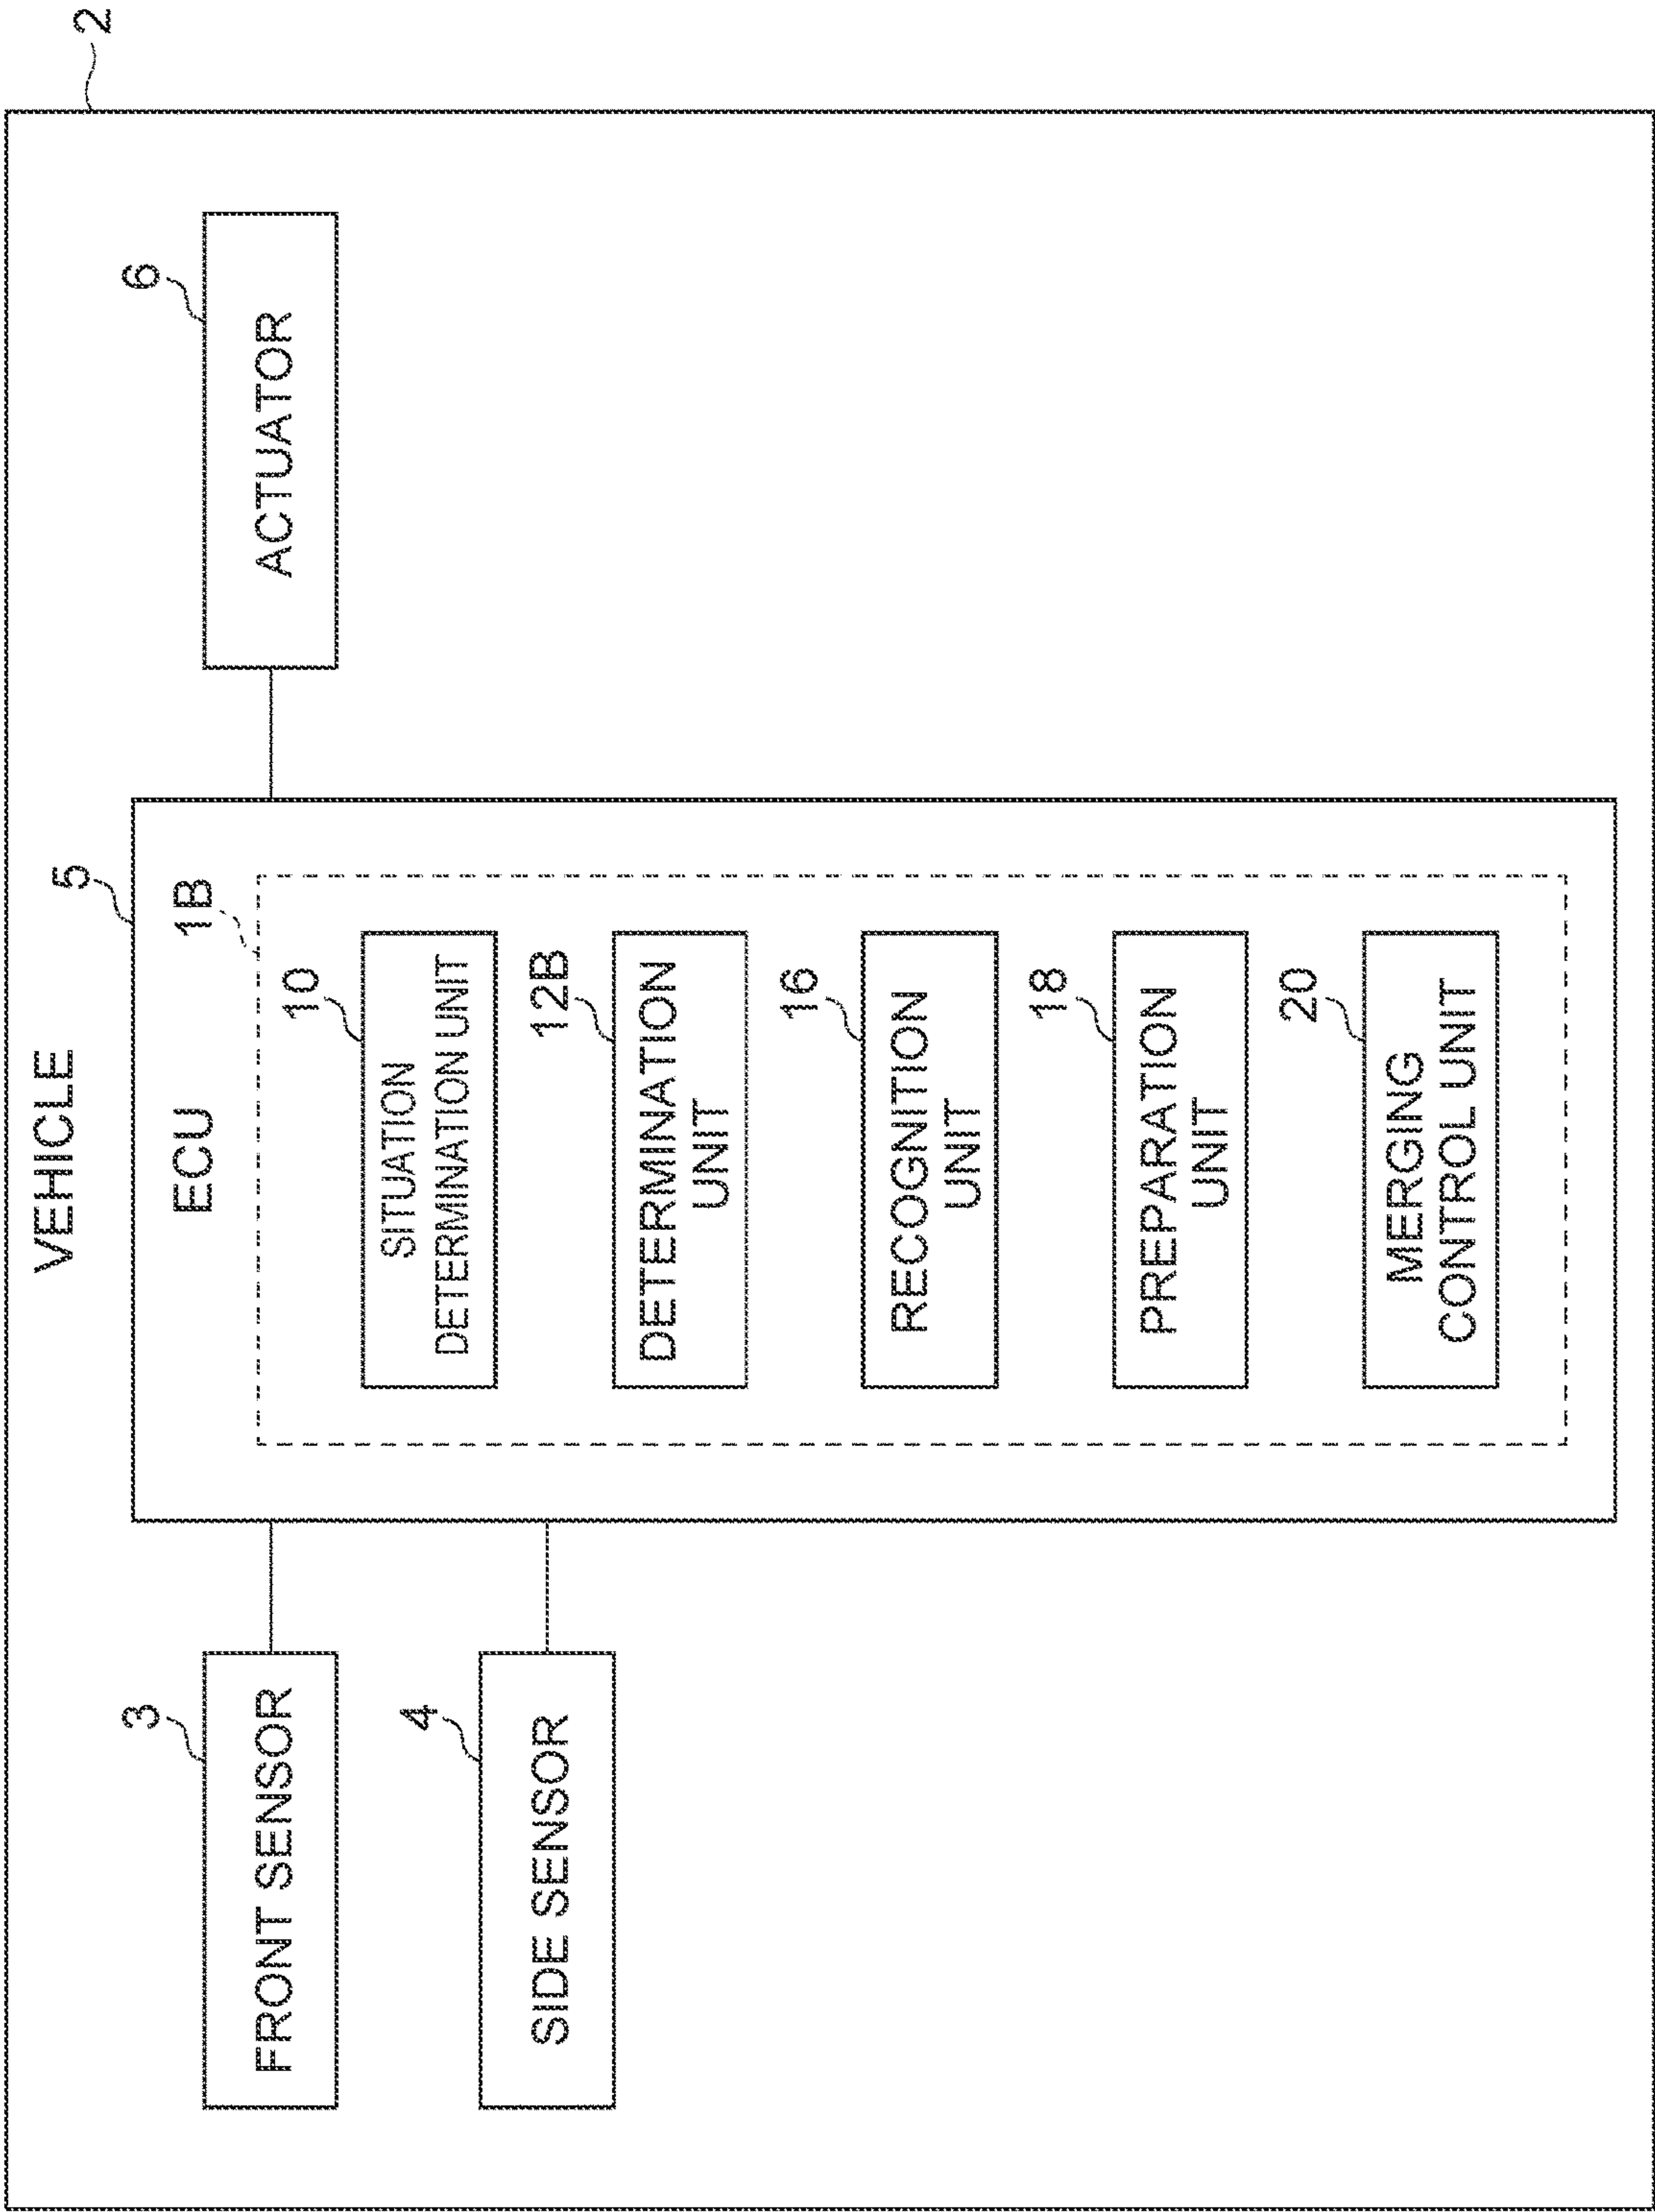 2
VEHICLE
5
ECU
1B
3
FRONT SENSOR
4
SIDE SENSOR
10
SITUATION
DETERMINATION UNIT
12B
DETERMINATION
UNIT
16
RECOGNITION
UNIT
18
PREPARATION
UNIT
20
MERGING
CONTROL UNIT
6
ACTUATOR